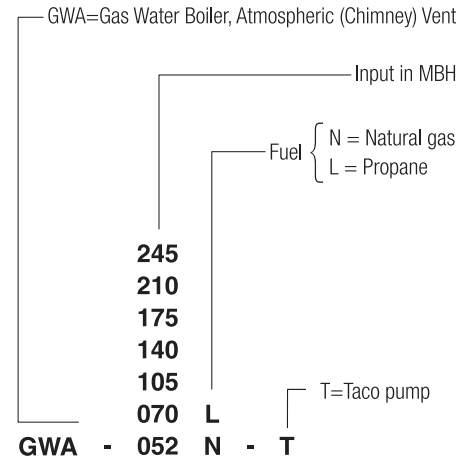 GWA=Gas Water Boiler, Atmospheric (Chimney) Vent
Input in MBH
Fuel { N = Natural gas
L = Propane
245
210
175
140
105
070 L
T=Taco pump
GWA - 052 N - T